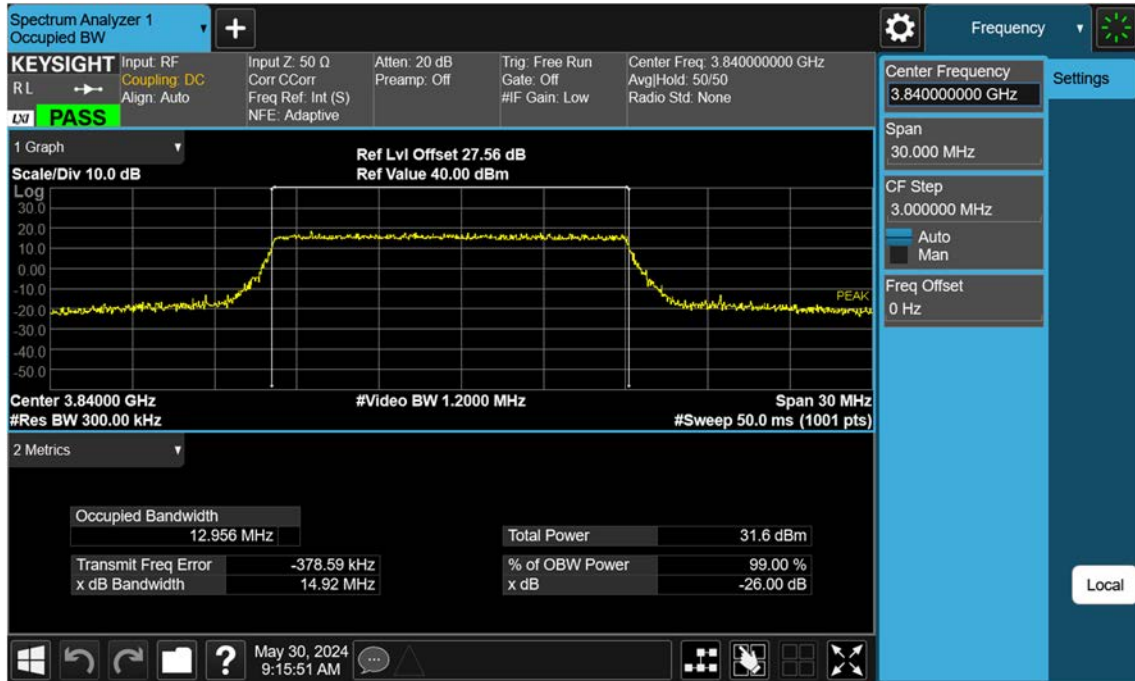 Spectrum Analyzer 1
Occupied BW
+
Frequency
KEYSIGHT
R L
LXI PASS
Input: RF
Coupling: DC
Align: Auto
Input Z: 50 Ω
Corr CCorr
Freq Ref: Int (S)
NFE: Adaptive
Atten: 20 dB
Preamp: Off
Trig: Free Run
Gate: Off
#IF Gain: Low
Center Freq: 3.840000000 GHz
Avg|Hold: 50/50
Radio Std: None
Center Frequency
3.840000000 GHz
Settings
Span
30.000 MHz
CF Step
3.000000 MHz
Auto
Man
Freq Offset
0 Hz
Local
1 Graph
Ref Lvl Offset 27.56 dB
Scale/Div 10.0 dB
Ref Value 40.00 dBm
Log
30.0
20.0
10.0
0.00
-10.0
-20.0
-30.0
-40.0
-50.0
PEAK
Center 3.84000 GHz
#Video BW 1.2000 MHz
Span 30 MHz
#Res BW 300.00 kHz
#Sweep 50.0 ms (1001 pts)
2 Metrics
Occupied Bandwidth
12.956 MHz
Total Power 31.6 dBm
Transmit Freq Error -378.59 kHz
% of OBW Power 99.00 %
x dB Bandwidth 14.92 MHz
x dB -26.00 dB
?
May 30, 2024
9:15:51 AM